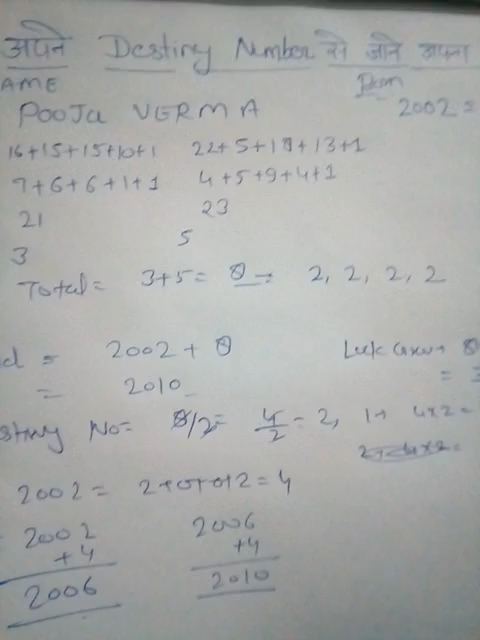 अपने Destiny Number से जाने अपना
AME
POOJA VERMA 2002 =
16+15+15+10+1 22+5+18+13+1
7+6+6+1+1 4+5+9+4+1
21 23
3 5
Total = 3+5 = 8 → 2, 2, 2, 2
d = 2002 + 8
= 2010
No = 8/2 = 4/2 = 2, 1+ 4×2 =
2002 = 2+0+0+2 = 4
2002 2006
+4 +4
2006 2010